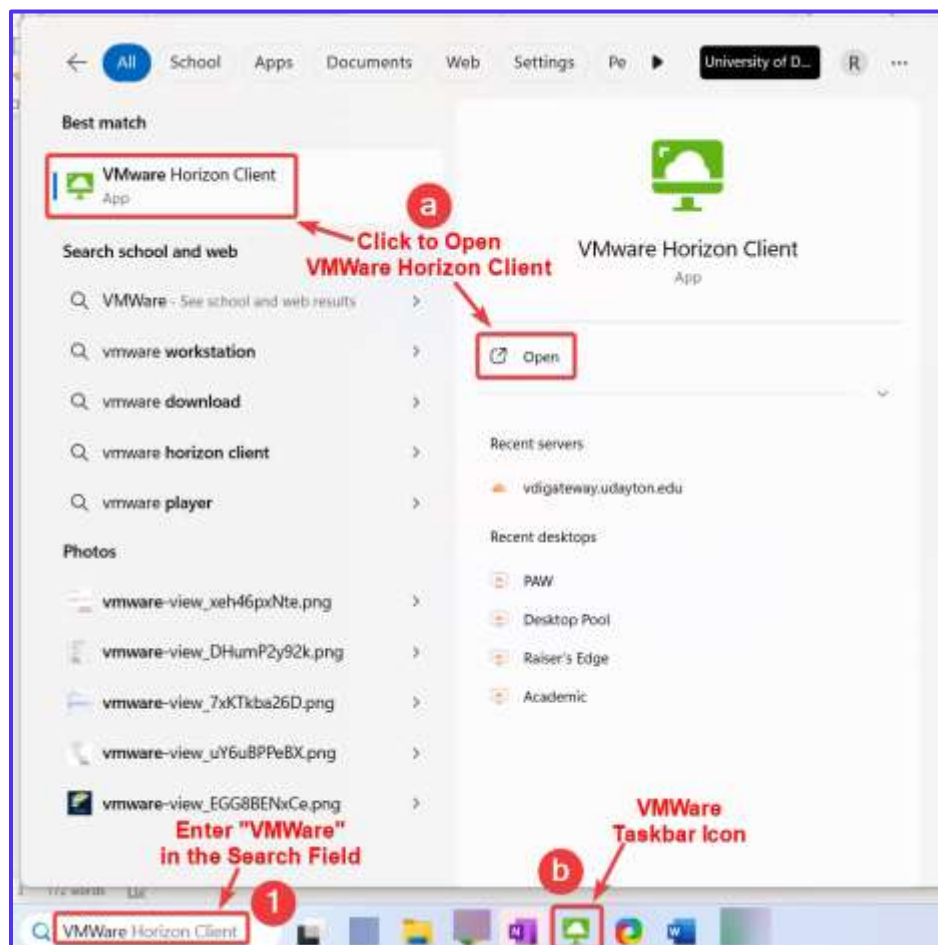 All School Apps Documents Web Settings Pe University of D... R ...
Best match
VMware Horizon Client
App
a
Click to Open
VMWare Horizon Client
Search school and web
VMWare - See school and web results
vmware workstation
vmware download
vmware horizon client
vmware player
Photos
vmware-view_xeh46pxNte.png
vmware-view_DHumP2y92k.png
vmware-view_7xKTkba26D.png
vmware-view_uY6uBPPeBX.png
vmware-view_EGG8BENxCe.png
VMware Horizon Client
App
Open
Recent servers
vdigateway.udayton.edu
Recent desktops
PAW
Desktop Pool
Raiser's Edge
Academic
Enter "VMWare"
in the Search Field
1
VMWare
Taskbar Icon
b
172 words
VMWare Horizon Client